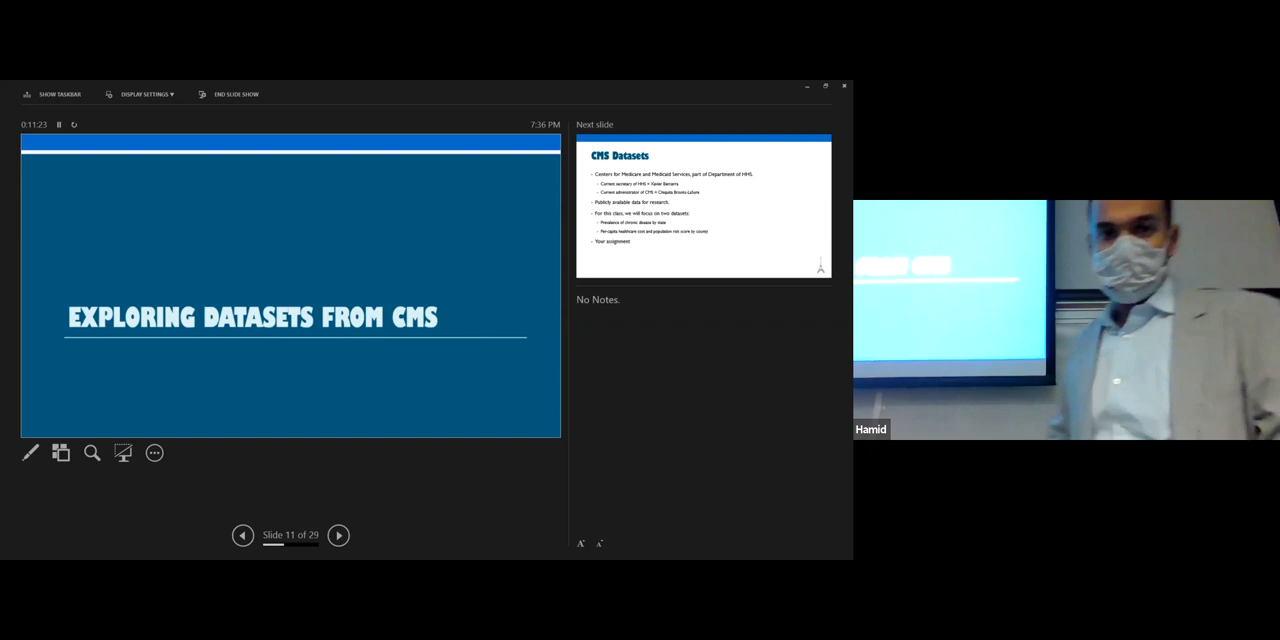 SHOW TASKBAR DISPLAY SETTINGS ▼ END SLIDE SHOW
0:11:23 7:36 PM
EXPLORING DATASETS FROM CMS
Slide 11 of 29
Next slide
CMS Datasets
Centers for Medicare and Medicaid Services, part of Department of HHS.
Current secretary of HHS = Xavier Becerra
Current administrator of CMS = Chiquita Brooks-LaSure
Publicly available data for research.
For this class, we will focus on two datasets:
Prevalence of chronic disease by state
Per-capita healthcare cost and population risk score by county
Your assignment
No Notes.
A A
Hamid